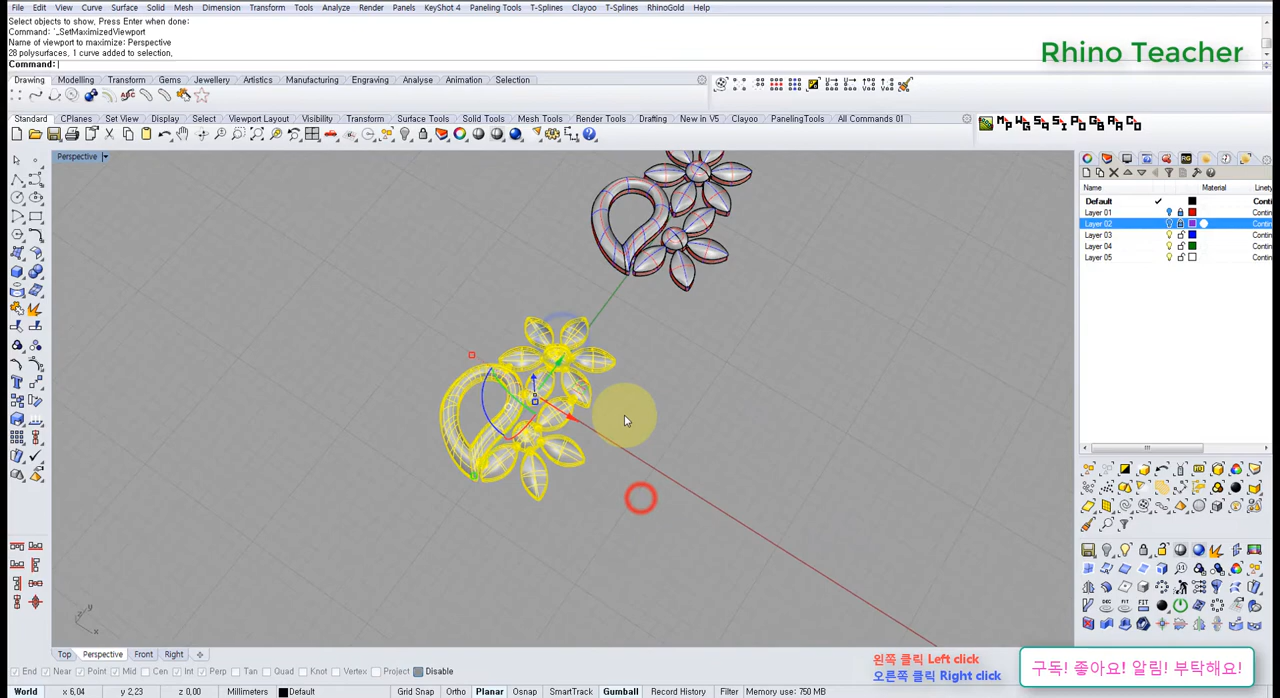 File Edit View Curve Surface Solid Mesh Dimension Transform Tools Analyze Render Panels KeyShot 4 Paneling Tools T-Splines Clayoo T-Splines RhinoGold Help
Select objects to show, Press Enter when done:
Command: '_SetMaximizedViewport
Name of viewport to maximize: Perspective
28 polysurfaces, 1 curve added to selection,
Command:
Rhino Teacher
Drawing Modelling Transform Gems Jewellery Artistics Manufacturing Engraving Analyse Animation Selection
Standard CPlanes Set View Display Select Viewport Layout Visibility Transform Curve Tools Surface Tools Solid Tools Mesh Tools Render Tools Drafting New in V5 Clayoo PanelingTools All Commands 01
Perspective
Name Material Linety
Default Conti
Layer 01 Contin
Layer 02 Contin
Layer 03 Contin
Layer 04 Contin
Layer 05 Contin
y
x
Top Perspective Front Right
End Near Point Mid Cen Int Perp Tan Quad Knot Vertex Project Disable
왼쪽 클릭 Left click
오른쪽 클릭 Right click
구독! 좋아요! 알림! 부탁해요!
World x 6,04 y 2,23 z 0,00 Millimeters Default Grid Snap Ortho Planar Osnap SmartTrack Gumball Record History Filter Memory use: 750 MB